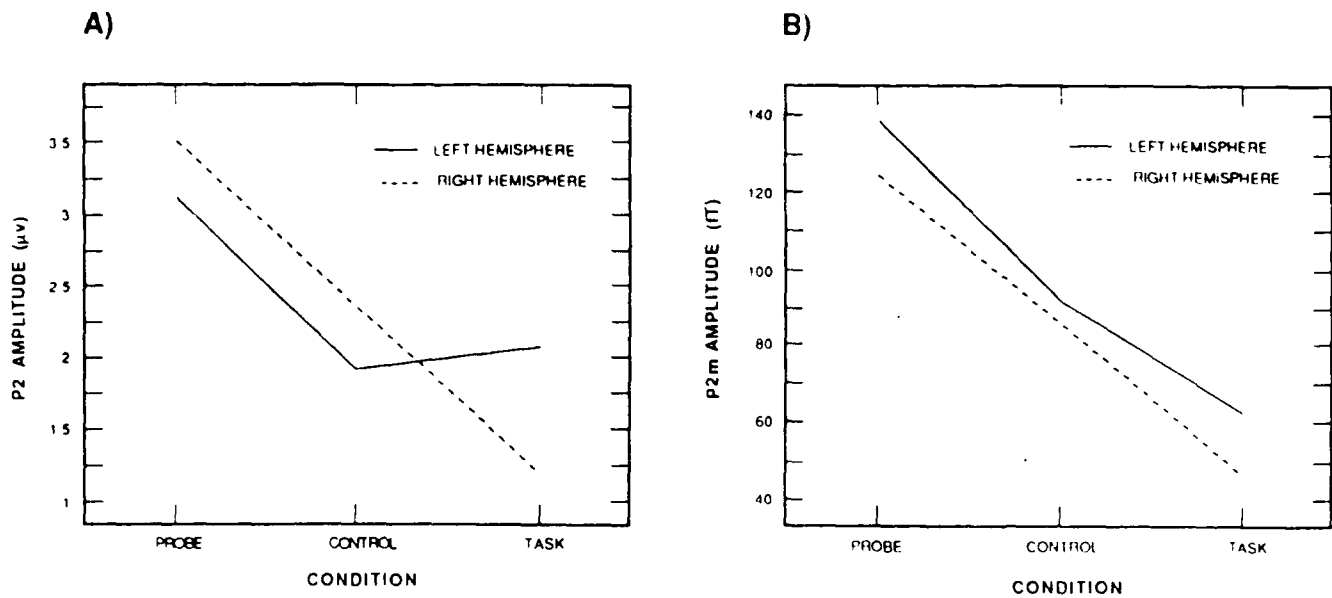 A)
P2 AMPLITUDE (μv)
3 5
3
2 5
2
1 5
1
LEFT HEMISPHERE
RIGHT HEMISPHERE
PROBE CONTROL TASK
CONDITION
B)
P2m AMPLITUDE (fT)
140
120
100
80
60
40
LEFT HEMISPHERE
RIGHT HEMISPHERE
PROBE CONTROL TASK
CONDITION